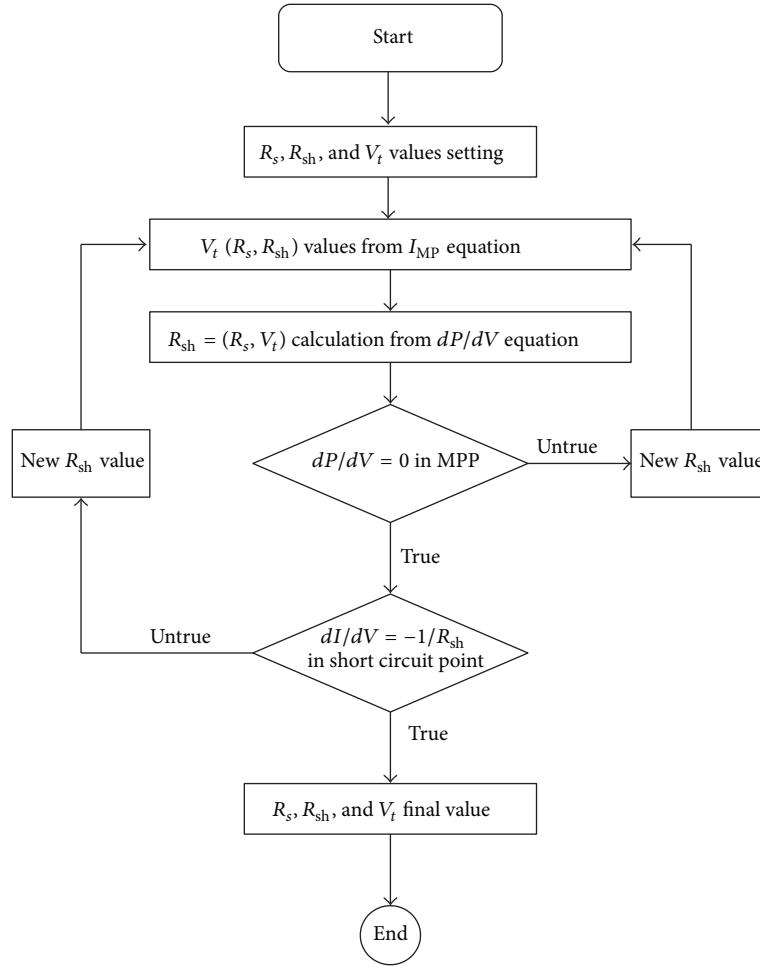 Start
R_s, R_sh, and V_t values setting
V_t (R_s, R_sh) values from I_MP equation
R_sh = (R_s, V_t) calculation from dP/dV equation
New R_sh value
dP/dV = 0 in MPP
Untrue
New R_sh value
True
Untrue
dI/dV = −1/R_sh
in short circuit point
True
R_s, R_sh, and V_t final value
End